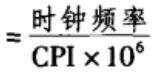 = 时钟频率
CPI × 10⁶